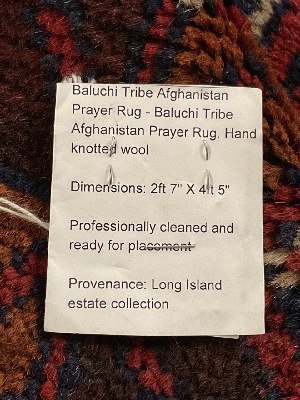 Baluchi Tribe Afghanistan
Prayer Rug - Baluchi Tribe
Afghanistan Prayer Rug. Hand
knotted wool
Dimensions: 2ft 7" X 4ft 5"
Professionally cleaned and
ready for placement
Provenance: Long Island
estate collection